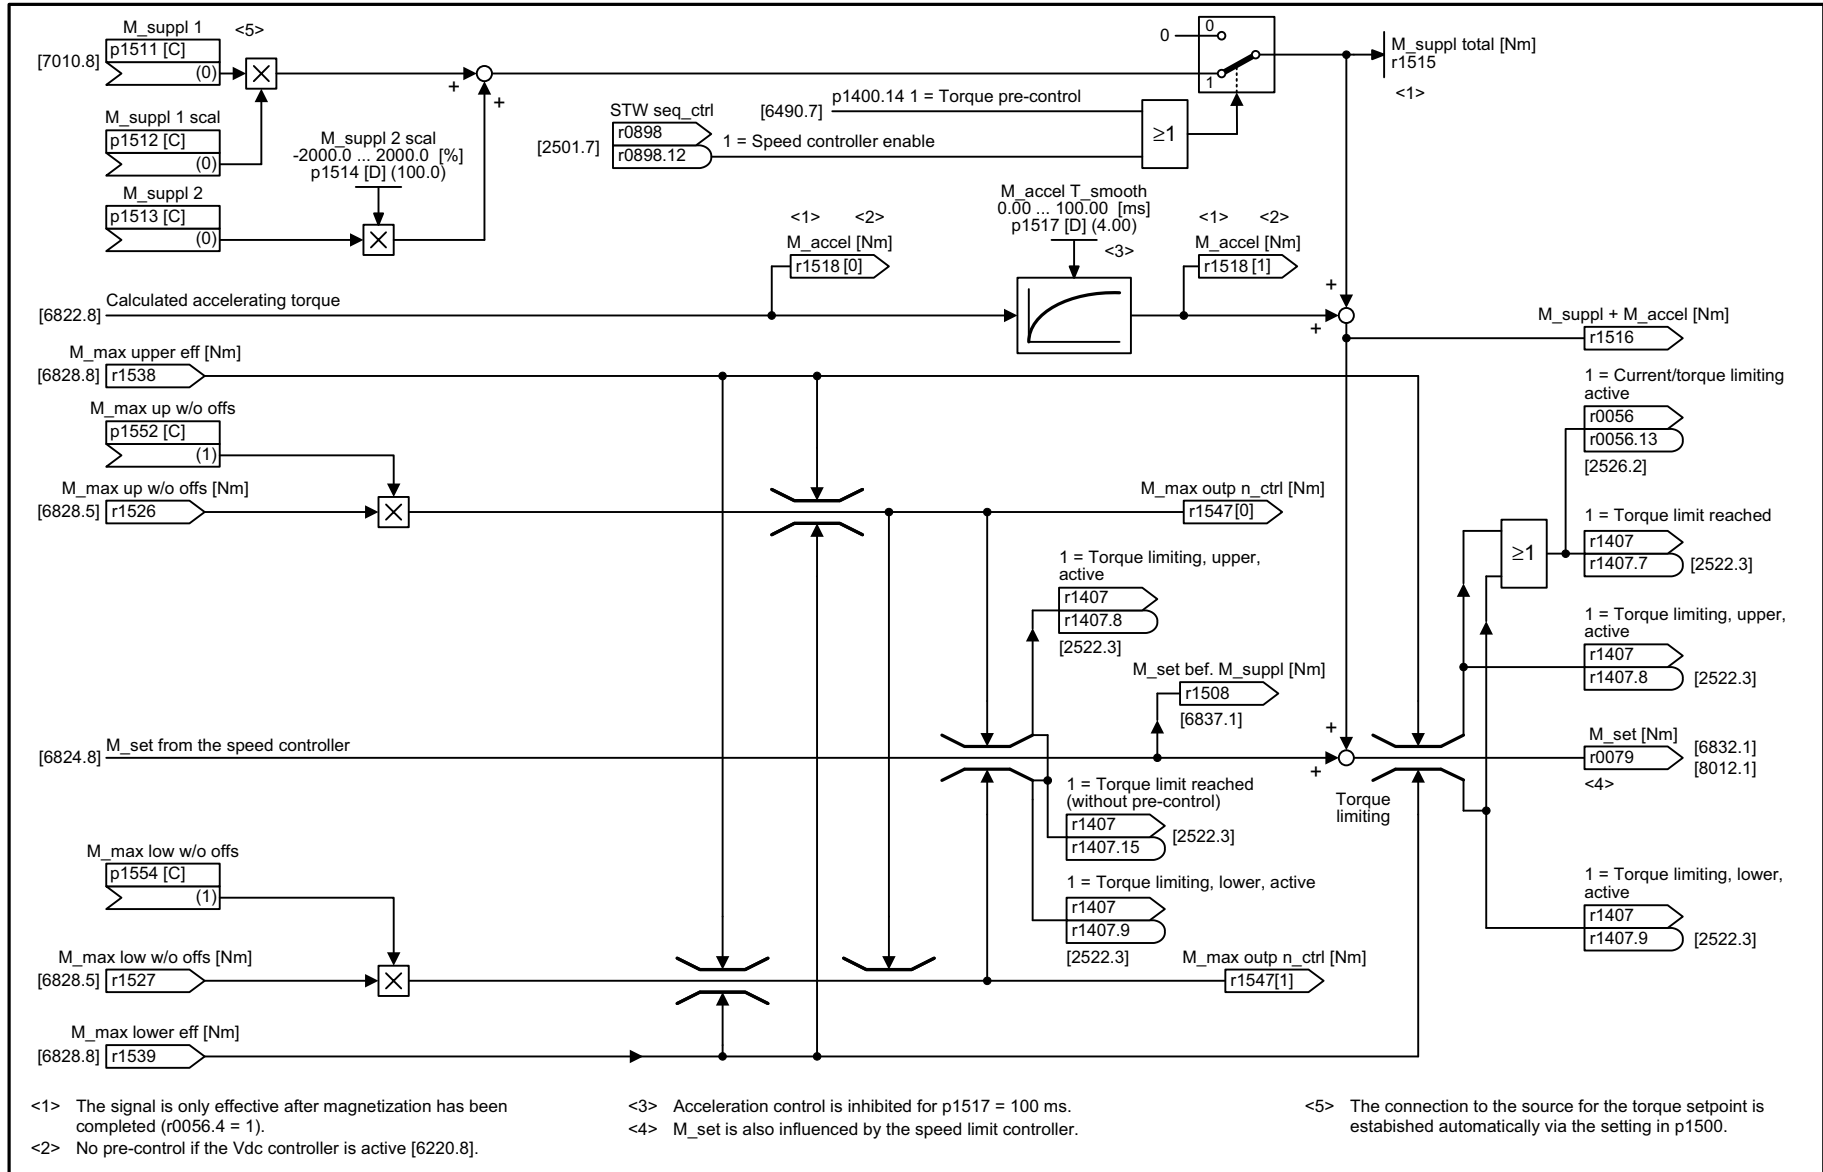 M_suppl 1
<5>
[7010.8]
p1511 [C]
(0)
M_suppl 1 scal
p1512 [C]
(0)
M_suppl 2
p1513 [C]
(0)
M_suppl 2 scal
-2000.0 ... 2000.0 [%]
p1514 [D] (100.0)
+
+
STW seq_ctrl
[2501.7]
r0898
r0898.12
[6490.7]
p1400.14 1 = Torque pre-control
1 = Speed controller enable
≥1
0
0
1
M_suppl total [Nm]
r1515
<1>
[6822.8]
Calculated accelerating torque
<1> <2>
M_accel [Nm]
r1518 [0]
M_accel T_smooth
0.00 ... 100.00 [ms]
p1517 [D] (4.00)
<3>
<1> <2>
M_accel [Nm]
r1518 [1]
+
+
M_suppl + M_accel [Nm]
r1516
M_max upper eff [Nm]
[6828.8]
r1538
M_max up w/o offs
p1552 [C]
(1)
M_max up w/o offs [Nm]
[6828.5]
r1526
M_max outp n_ctrl [Nm]
r1547[0]
1 = Current/torque limiting
active
r0056
r0056.13
[2526.2]
≥1
1 = Torque limit reached
r1407
r1407.7
[2522.3]
1 = Torque limiting, upper,
active
r1407
r1407.8
[2522.3]
1 = Torque limiting, upper,
active
r1407
r1407.8
[2522.3]
M_set bef. M_suppl [Nm]
r1508
[6837.1]
[6824.8]
M_set from the speed controller
+
+
Torque
limiting
M_set [Nm]
r0079
<4>
[6832.1]
[8012.1]
1 = Torque limit reached
(without pre-control)
r1407
r1407.15
[2522.3]
1 = Torque limiting, lower, active
r1407
r1407.9
[2522.3]
1 = Torque limiting, lower,
active
r1407
r1407.9
[2522.3]
M_max low w/o offs
p1554 [C]
(1)
M_max low w/o offs [Nm]
[6828.5]
r1527
M_max outp n_ctrl [Nm]
r1547[1]
M_max lower eff [Nm]
[6828.8]
r1539
<1> The signal is only effective after magnetization has been
completed (r0056.4 = 1).
<2> No pre-control if the Vdc controller is active [6220.8].
<3> Acceleration control is inhibited for p1517 = 100 ms.
<4> M_set is also influenced by the speed limit controller.
<5> The connection to the source for the torque setpoint is
estabished automatically via the setting in p1500.